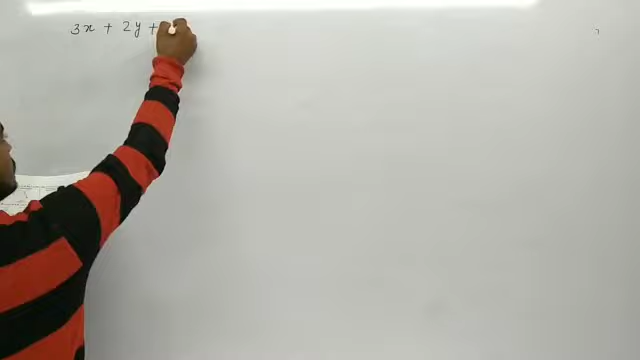 3x + 2y +